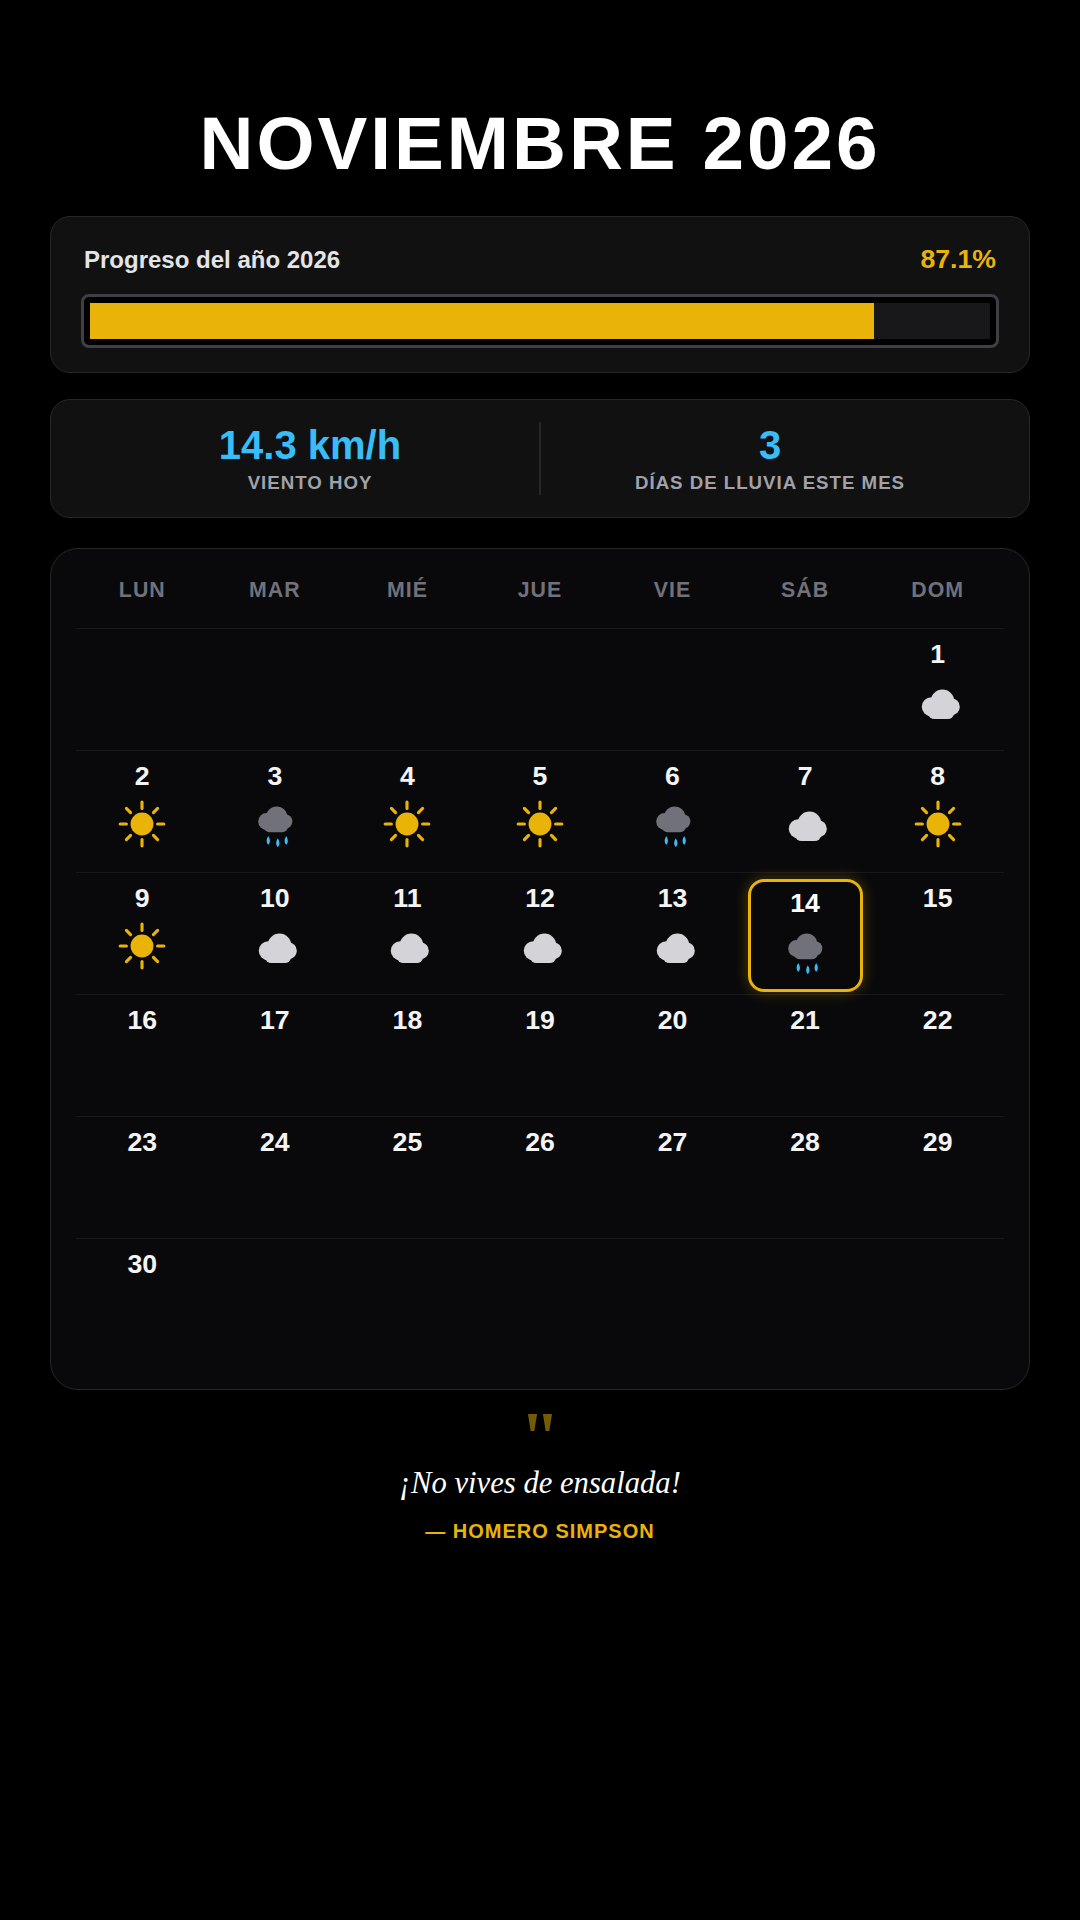 NOVIEMBRE 2026
Progreso del año 2026 87.1%
14.3 km/h 3
VIENTO HOY DÍAS DE LLUVIA ESTE MES
LUN MAR MIÉ JUE VIE SÁB DOM
1
2 3 4 5 6 7 8
9 10 11 12 13 14 15
16 17 18 19 20 21 22
23 24 25 26 27 28 29
30
"
¡No vives de ensalada!
— HOMERO SIMPSON